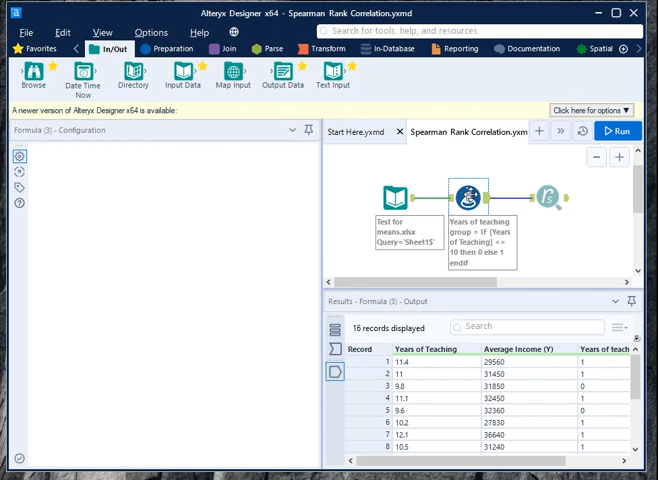 Alteryx Designer x64 - Spearman Rank Correlation.yxmd
File Edit View Options Help
Search for tools, help, and resources
Favorites In/Out Preparation Join Parse Transform In-Database Reporting Documentation Spatial
Browse Date Time Now Directory Input Data Map Input Output Data Text Input
A newer version of Alteryx Designer x64 is available:
Click here for options ▼
Formula (3) - Configuration
Start Here.yxmd
Spearman Rank Correlation.yxm
Run
Test for
means.xlsx
Query=`Sheet1$`
Years of teaching
group = IF [Years
of Teaching] <=
10 then 0 else 1
endif
rs
Results - Formula (3) - Output
16 records displayed
Search
Record Years of Teaching Average Income (Y) Years of teach
1 11.4 29560 1
2 11 31450 1
3 9.8 31850 0
4 11.1 32450 1
5 9.6 32360 0
6 10.2 27830 1
7 12.1 36640 1
8 10.5 31240 1